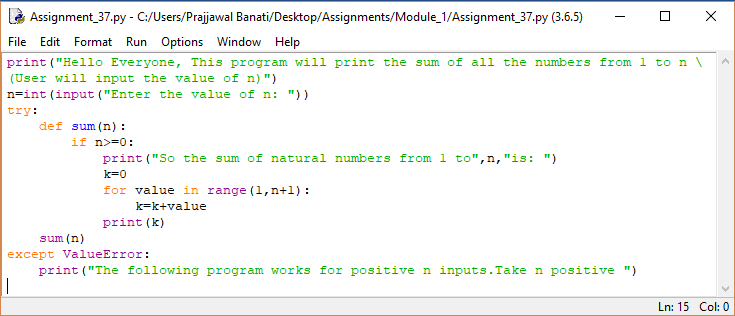 Assignment_37.py - C:/Users/Prajjawal Banati/Desktop/Assignments/Module_1/Assignment_37.py (3.6.5)
File Edit Format Run Options Window Help
print("Hello Everyone, This program will print the sum of all the numbers from 1 to n \
(User will input the value of n)")
n=int(input("Enter the value of n: "))
try:
    def sum(n):
        if n>=0:
            print("So the sum of natural numbers from 1 to",n,"is: ")
            k=0
            for value in range(1,n+1):
                k=k+value
            print(k)
    sum(n)
except ValueError:
    print("The following program works for positive n inputs.Take n positive ")
Ln: 15 Col: 0